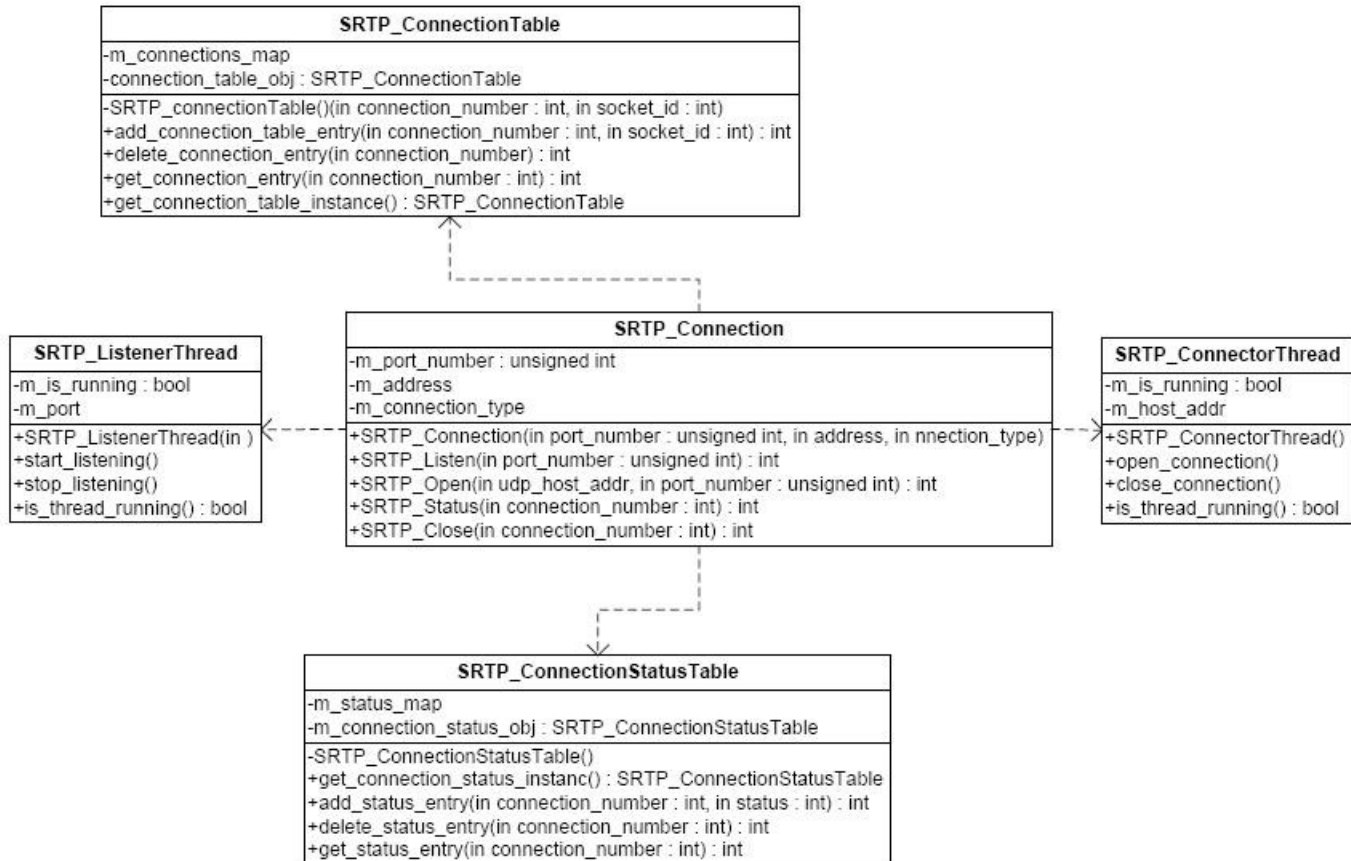 SRTP_ConnectionTable
-m_connections_map
-connection_table_obj : SRTP_ConnectionTable
-SRTP_connectionTable()(in connection_number : int, in socket_id : int)
+add_connection_table_entry(in connection_number : int, in socket_id : int) : int
+delete_connection_entry(in connection_number) : int
+get_connection_entry(in connection_number : int) : int
+get_connection_table_instance() : SRTP_ConnectionTable
SRTP_ListenerThread
-m_is_running : bool
-m_port
+SRTP_ListenerThread(in )
+start_listening()
+stop_listening()
+is_thread_running() : bool
SRTP_Connection
-m_port_number : unsigned int
-m_address
-m_connection_type
+SRTP_Connection(in port_number : unsigned int, in address, in nnection_type)
+SRTP_Listen(in port_number : unsigned int) : int
+SRTP_Open(in udp_host_addr, in port_number : unsigned int) : int
+SRTP_Status(in connection_number : int) : int
+SRTP_Close(in connection_number : int) : int
SRTP_ConnectorThread
-m_is_running : bool
-m_host_addr
+SRTP_ConnectorThread()
+open_connection()
+close_connection()
+is_thread_running() : bool
SRTP_ConnectionStatusTable
-m_status_map
-m_connection_status_obj : SRTP_ConnectionStatusTable
-SRTP_ConnectionStatusTable()
+get_connection_status_instanc() : SRTP_ConnectionStatusTable
+add_status_entry(in connection_number : int, in status : int) : int
+delete_status_entry(in connection_number : int) : int
+get_status_entry(in connection_number : int) : int